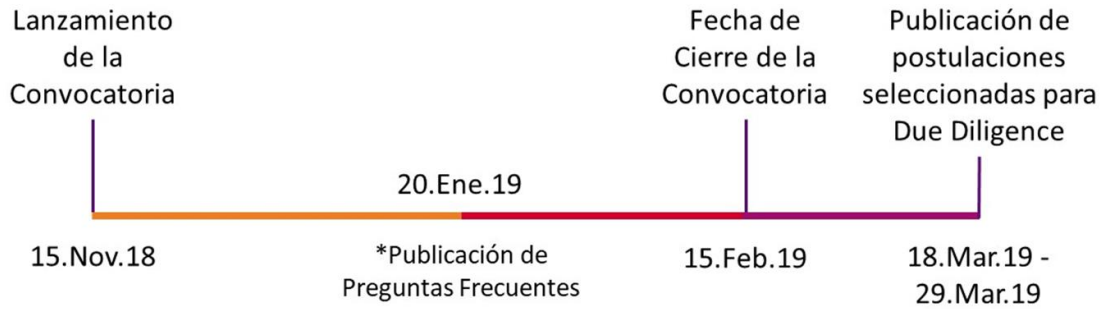 Lanzamiento
de la
Convocatoria
Fecha de
Cierre de la
Convocatoria
Publicación de
postulaciones
seleccionadas para
Due Diligence
20.Ene.19
15.Nov.18
*Publicación de
Preguntas Frecuentes
15.Feb.19
18.Mar.19 -
29.Mar.19